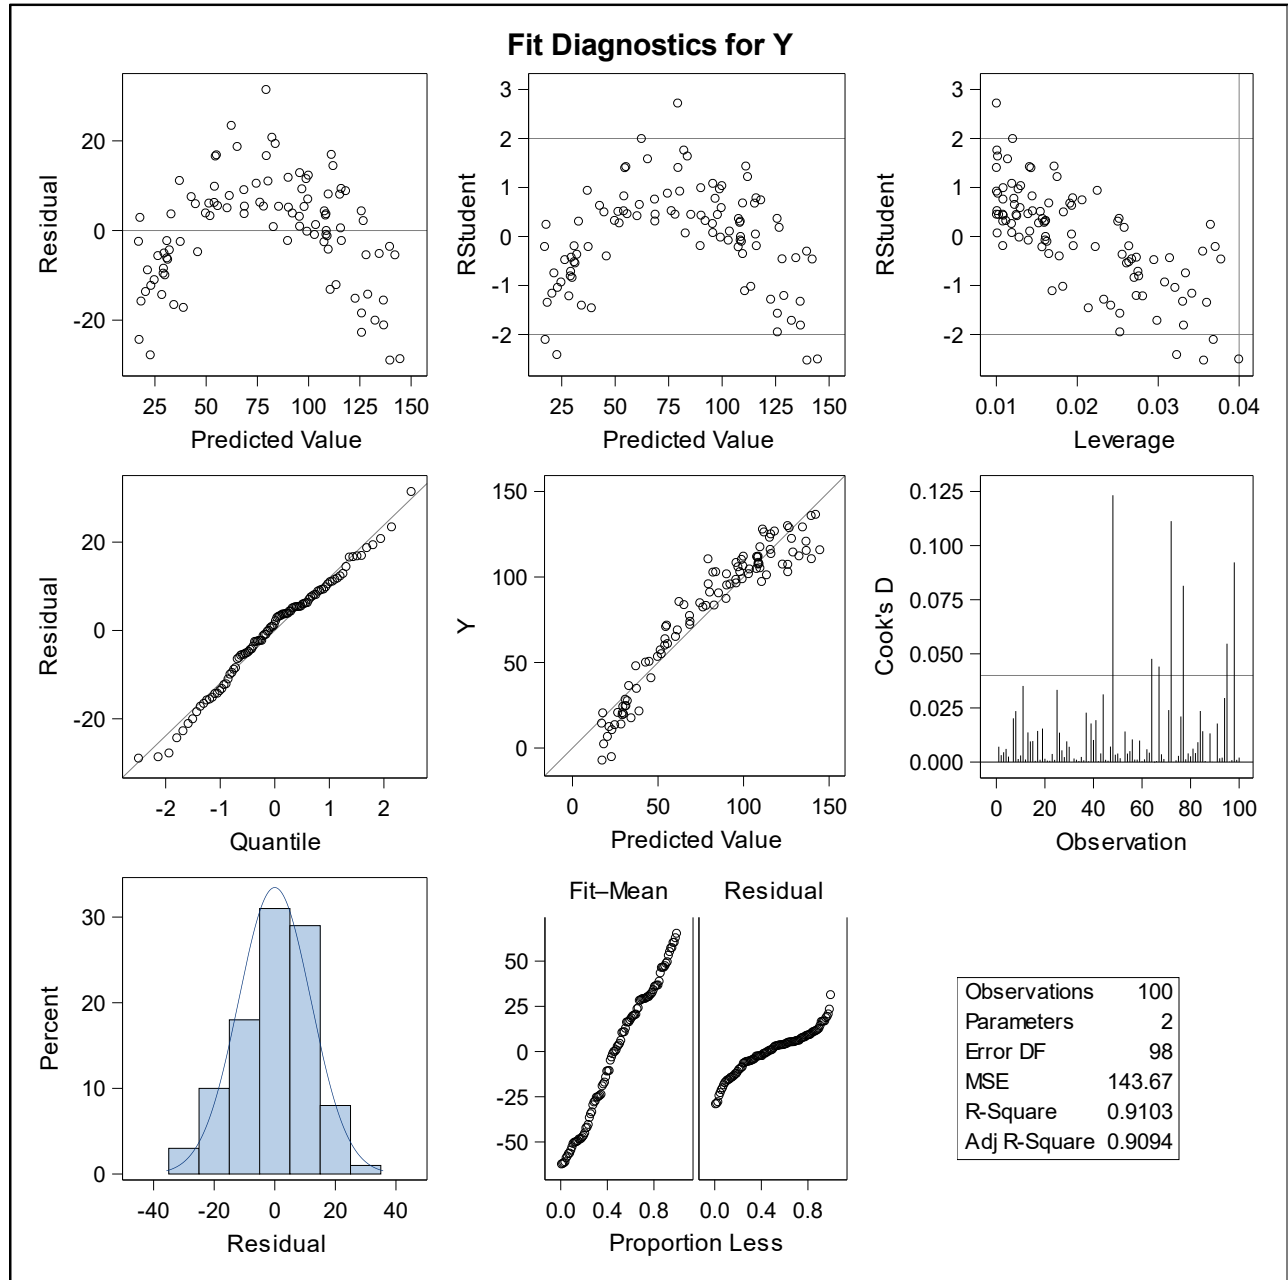 Fit Diagnostics for Y
Residual
20
0
-20
25 50 75 100 125 150
Predicted Value
RStudent
3
2
1
0
-1
-2
25 50 75 100 125 150
Predicted Value
RStudent
3
2
1
0
-1
-2
0.01 0.02 0.03 0.04
Leverage
Residual
20
0
-20
-2 -1 0 1 2
Quantile
Y
150
100
50
0
0 50 100 150
Predicted Value
Cook's D
0.125
0.100
0.075
0.050
0.025
0.000
0 20 40 60 80 100
Observation
Percent
30
20
10
0
-40 -20 0 20 40
Residual
Fit–Mean Residual
50
25
0
-25
-50
0.0 0.4 0.8 0.0 0.4 0.8
Proportion Less
Observations 100
Parameters 2
Error DF 98
MSE 143.67
R-Square 0.9103
Adj R-Square 0.9094